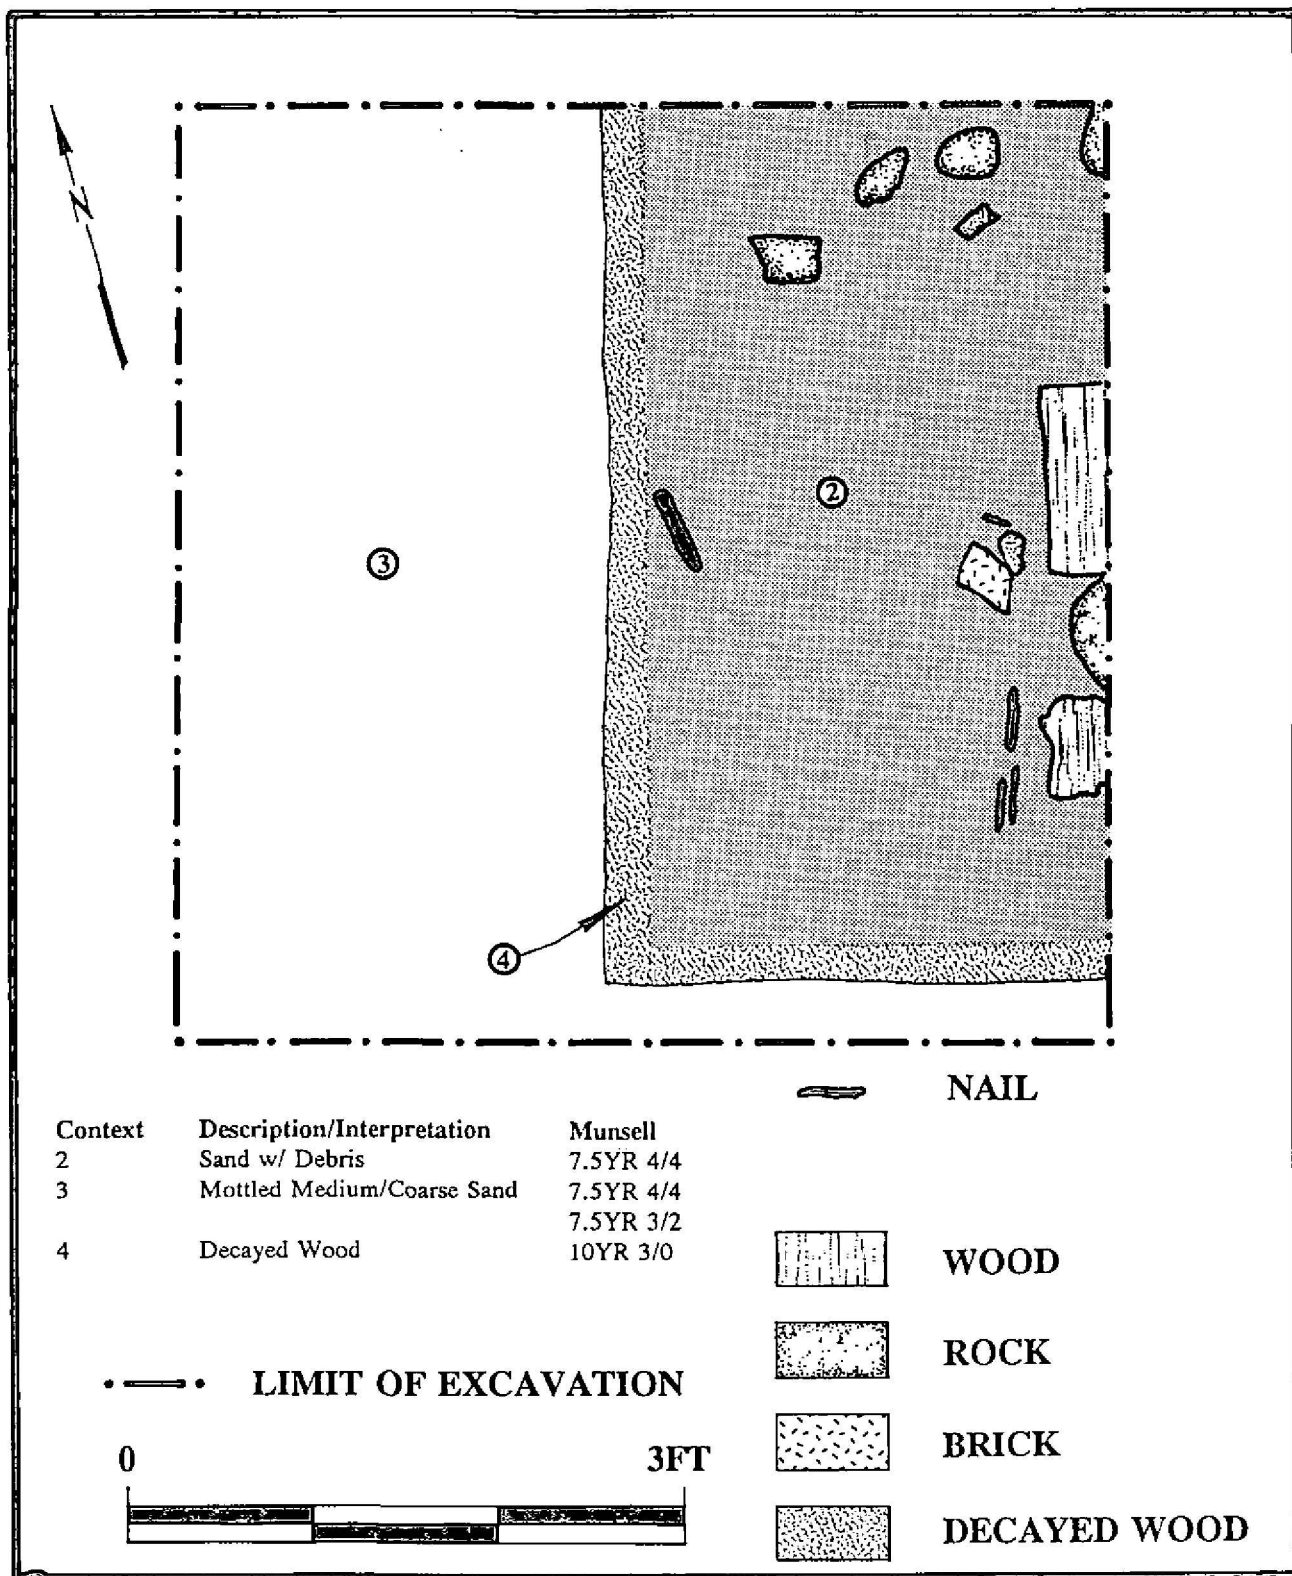 N
2
3
4
NAIL
Context Description/Interpretation Munsell
2 Sand w/ Debris 7.5YR 4/4
3 Mottled Medium/Coarse Sand 7.5YR 4/4
7.5YR 3/2
4 Decayed Wood 10YR 3/0
WOOD
ROCK
LIMIT OF EXCAVATION
BRICK
0 3FT
DECAYED WOOD